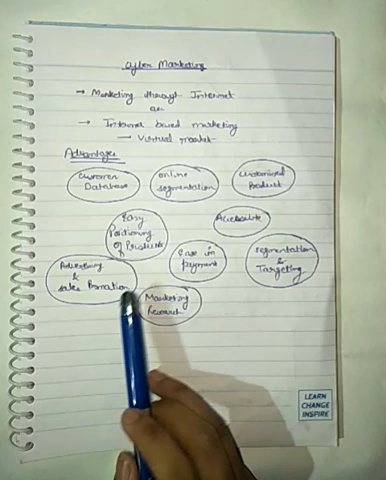 Cyber Marketing
→ Marketing through Internet
or
→ Internet based marketing
→ Virtual market
Advantages
Customer
Database
online
segmentation
Customized
Product
Easy
Positioning
of Products
Accessible
Ease in
Payment
Segmentation
&
Targeting
Advertising
&
sales Promotion
Marketing
Research
LEARN
CHANGE
INSPIRE